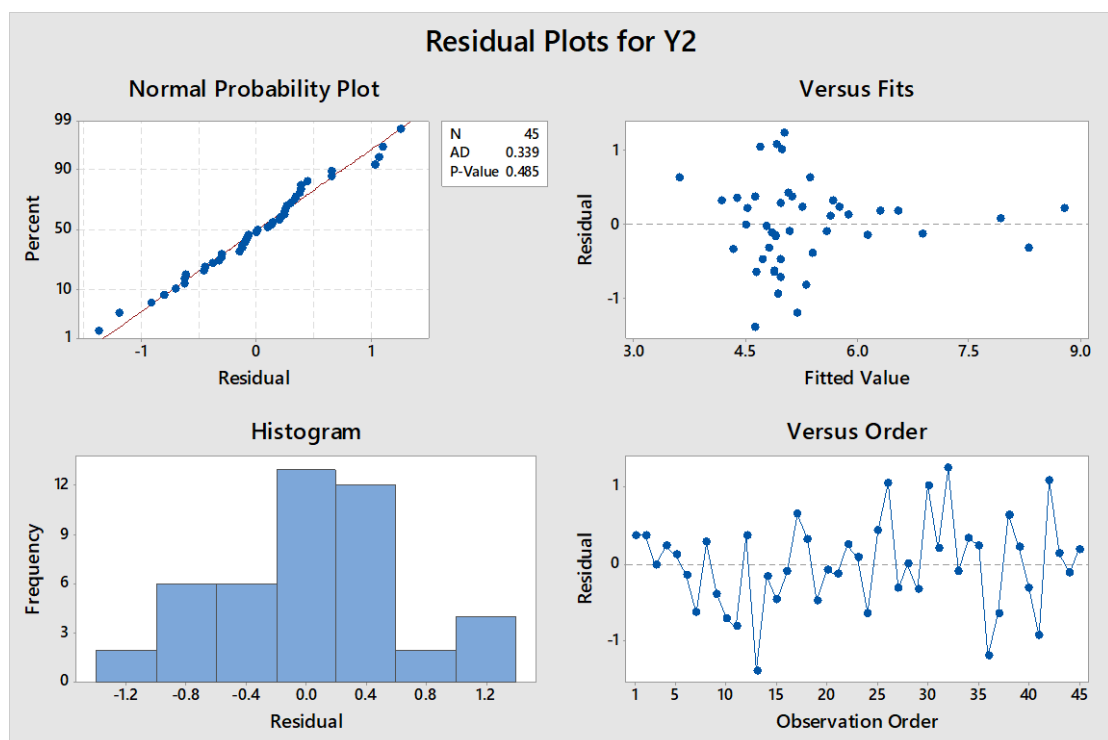 Residual Plots for Y2
Normal Probability Plot
Percent
99
90
50
10
1
-1 0 1
Residual
N 45
AD 0.339
P-Value 0.485
Versus Fits
Residual
1
0
-1
3.0 4.5 6.0 7.5 9.0
Fitted Value
Histogram
Frequency
12
9
6
3
0
-1.2 -0.8 -0.4 0.0 0.4 0.8 1.2
Residual
Versus Order
Residual
1
0
-1
1 5 10 15 20 25 30 35 40 45
Observation Order